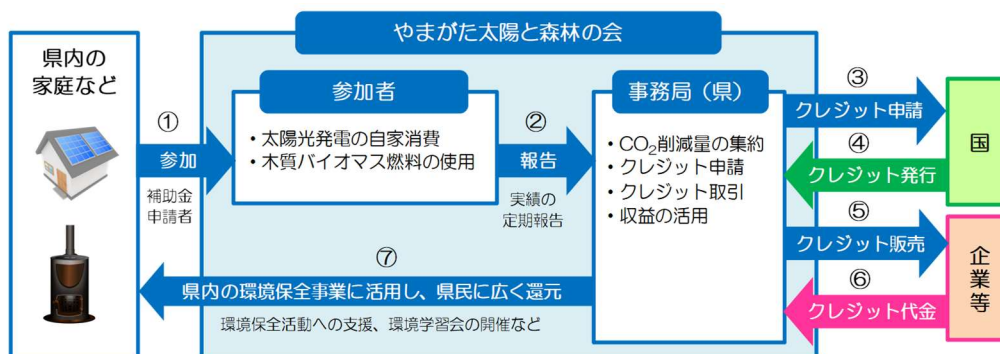 やまがた太陽と森林の会
県内の
家庭など
①
参加
補助金
申請者
参加者
・太陽光発電の自家消費
・木質バイオマス燃料の使用
②
報告
実績の
定期報告
事務局（県）
・CO₂削減量の集約
・クレジット申請
・クレジット取引
・収益の活用
③
クレジット申請
④
クレジット発行
国
⑤
クレジット販売
⑥
クレジット代金
企業等
⑦
県内の環境保全事業に活用し、県民に広く還元
環境保全活動への支援、環境学習会の開催など